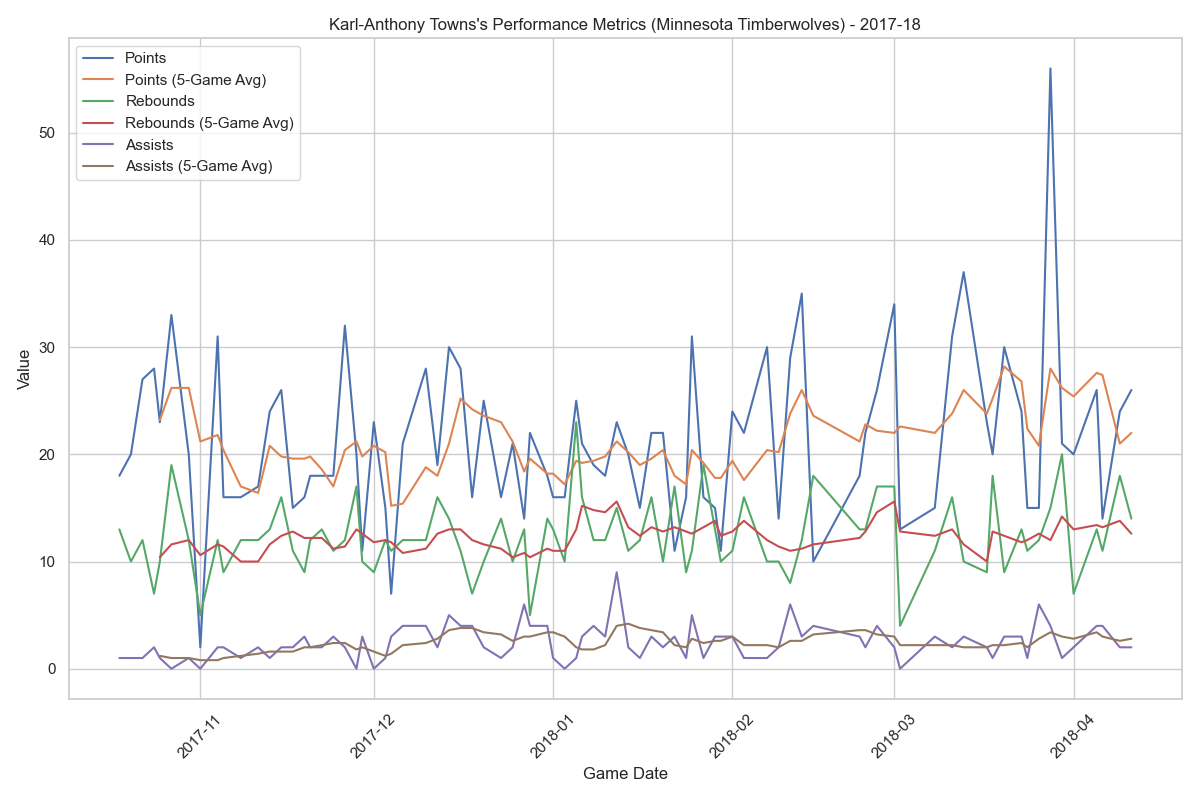 Karl-Anthony Towns's Performance Metrics (Minnesota Timberwolves) - 2017-18
Points
Points (5-Game Avg)
Rebounds
Rebounds (5-Game Avg)
Assists
Assists (5-Game Avg)
Value
50
40
30
20
10
0
2017-11
2017-12
2018-01
2018-02
2018-03
2018-04
Game Date